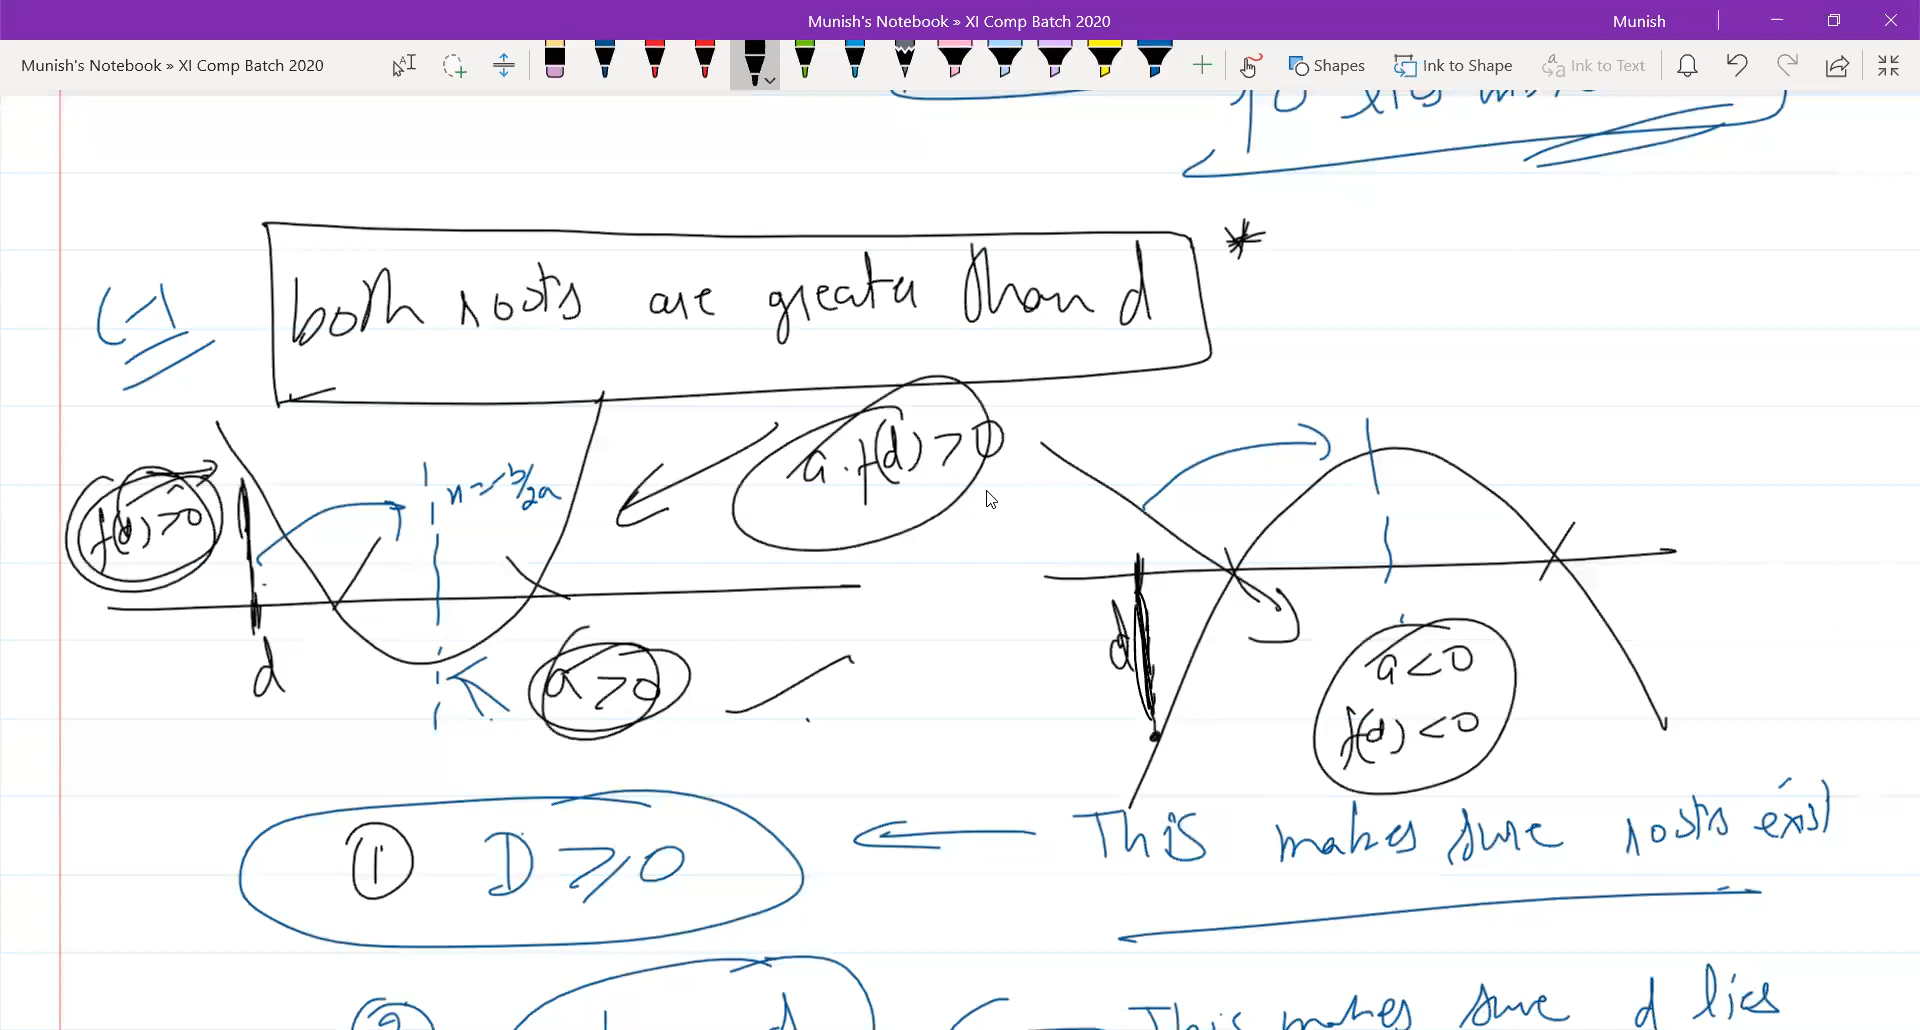 Munish's Notebook » XI Comp Batch 2020
Munish
Munish's Notebook » XI Comp Batch 2020
Shapes
Ink to Shape
Ink to Text
C-1
both roots are greater than d
*
f(d) > 0
x = -b/2a
a . f(d) > 0
d
a > 0
d
a < 0
f(d) < 0
① D ≥ 0
This makes sure roots exist
②
d
This makes sure d lies